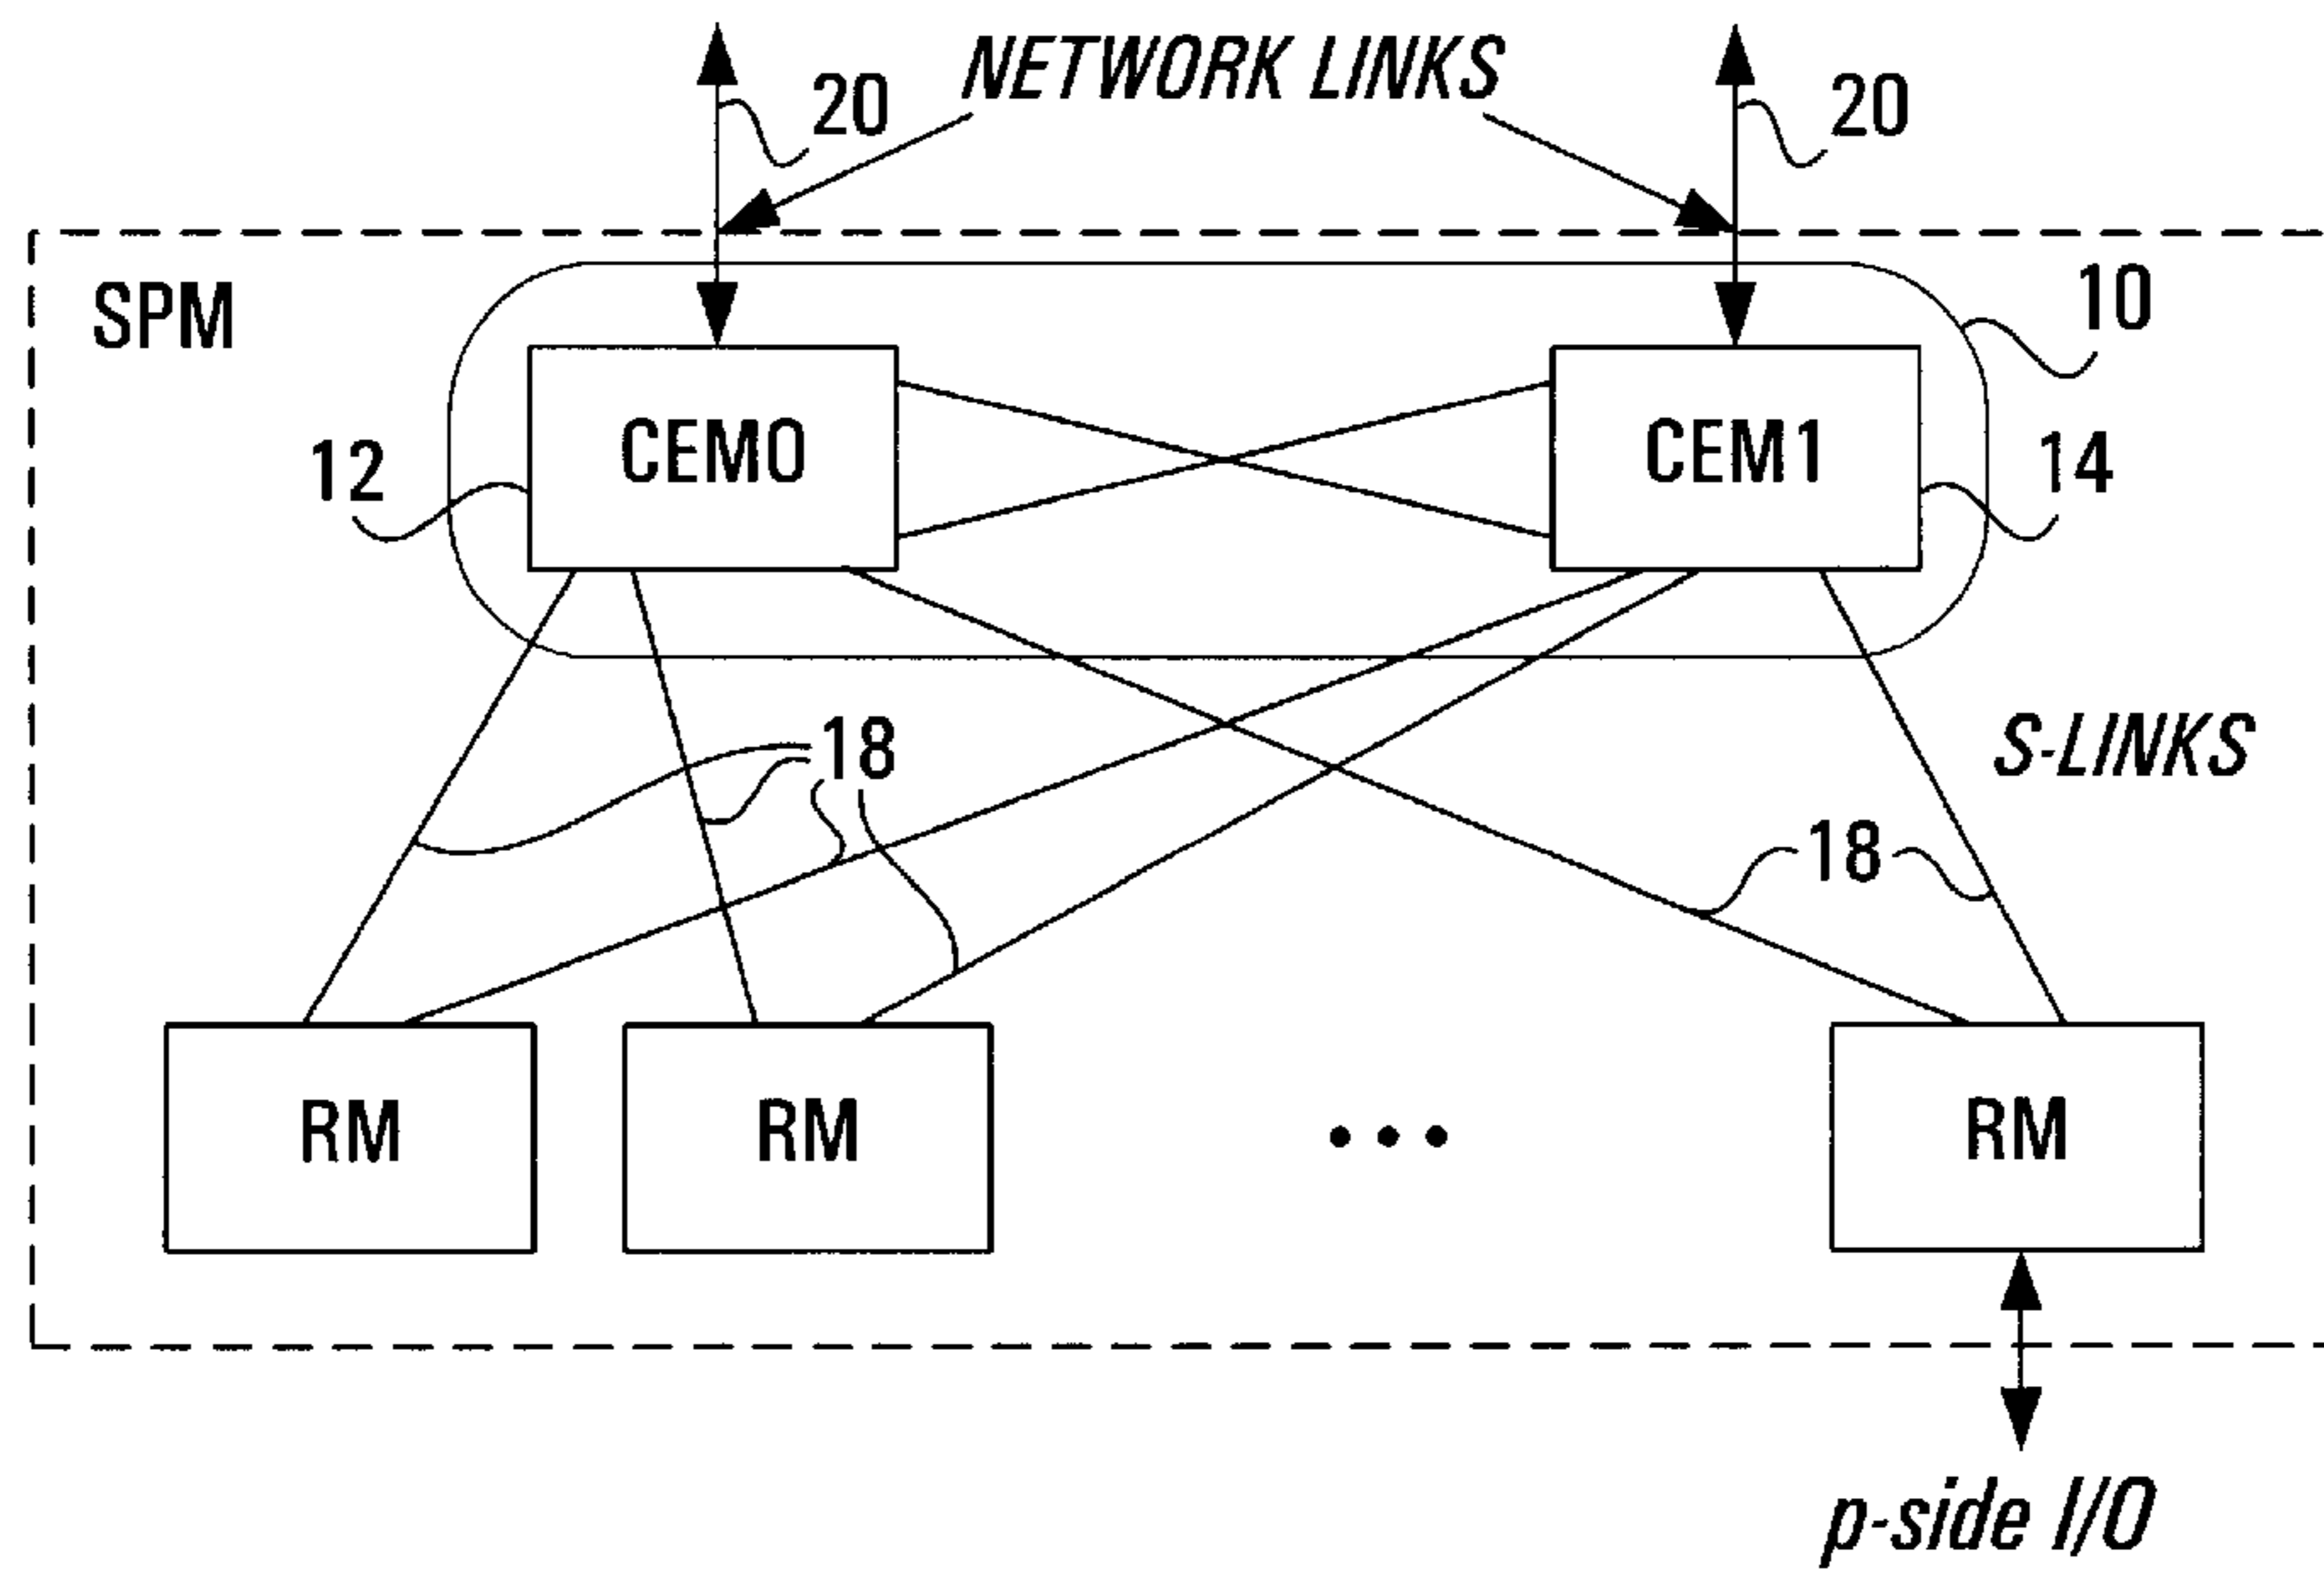 NETWORK LINKS
20
20
SPM
10
CEM0
CEM1
12
14
18
S-LINKS
18
RM
RM
RM
p-side I/O